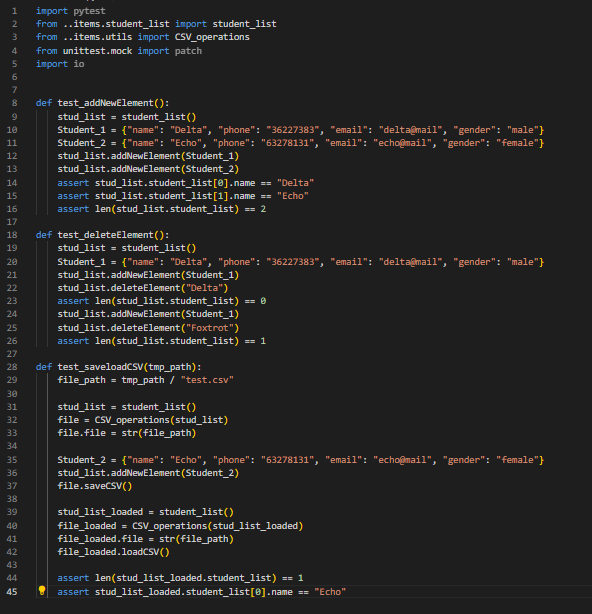 1 import pytest
2 from ..items.student_list import student_list
3 from ..items.utils import CSV_operations
4 from unittest.mock import patch
5 import io
6
7
8 def test_addNewElement():
9     stud_list = student_list()
10     Student_1 = {"name": "Delta", "phone": "36227383", "email": "delta@mail", "gender": "male"}
11     Student_2 = {"name": "Echo", "phone": "63278131", "email": "echo@mail", "gender": "female"}
12     stud_list.addNewElement(Student_1)
13     stud_list.addNewElement(Student_2)
14     assert stud_list.student_list[0].name == "Delta"
15     assert stud_list.student_list[1].name == "Echo"
16     assert len(stud_list.student_list) == 2
17
18 def test_deleteElement():
19     stud_list = student_list()
20     Student_1 = {"name": "Delta", "phone": "36227383", "email": "delta@mail", "gender": "male"}
21     stud_list.addNewElement(Student_1)
22     stud_list.deleteElement("Delta")
23     assert len(stud_list.student_list) == 0
24     stud_list.addNewElement(Student_1)
25     stud_list.deleteElement("Foxtrot")
26     assert len(stud_list.student_list) == 1
27
28 def test_saveloadCSV(tmp_path):
29     file_path = tmp_path / "test.csv"
30
31     stud_list = student_list()
32     file = CSV_operations(stud_list)
33     file.file = str(file_path)
34
35     Student_2 = {"name": "Echo", "phone": "63278131", "email": "echo@mail", "gender": "female"}
36     stud_list.addNewElement(Student_2)
37     file.saveCSV()
38
39     stud_list_loaded = student_list()
40     file_loaded = CSV_operations(stud_list_loaded)
41     file_loaded.file = str(file_path)
42     file_loaded.loadCSV()
43
44     assert len(stud_list_loaded.student_list) == 1
45     assert stud_list_loaded.student_list[0].name == "Echo"